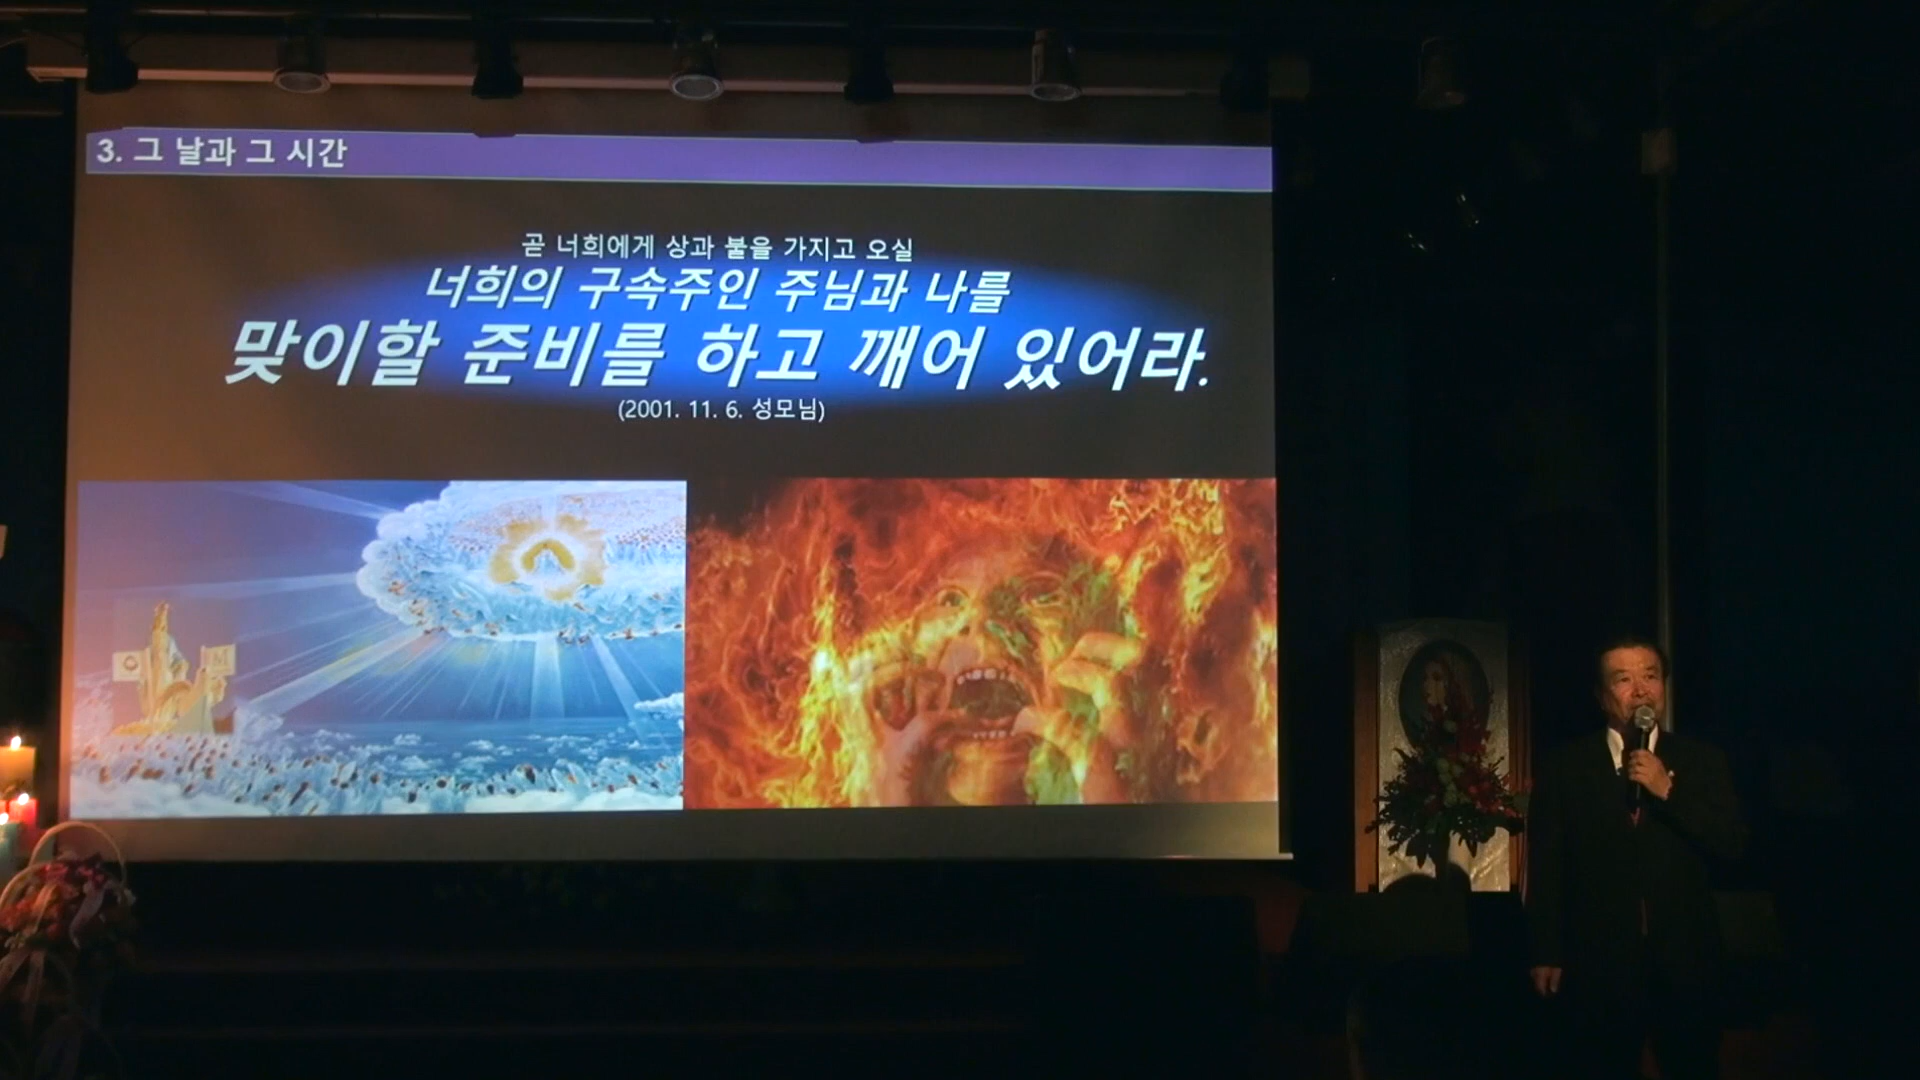 3. 그 날과 그 시간
곧 너희에게 상과 불을 가지고 오실
너희의 구속주인 주님과 나를
맞이할 준비를 하고 깨어 있어라.
(2001. 11. 6. 성모님)
M